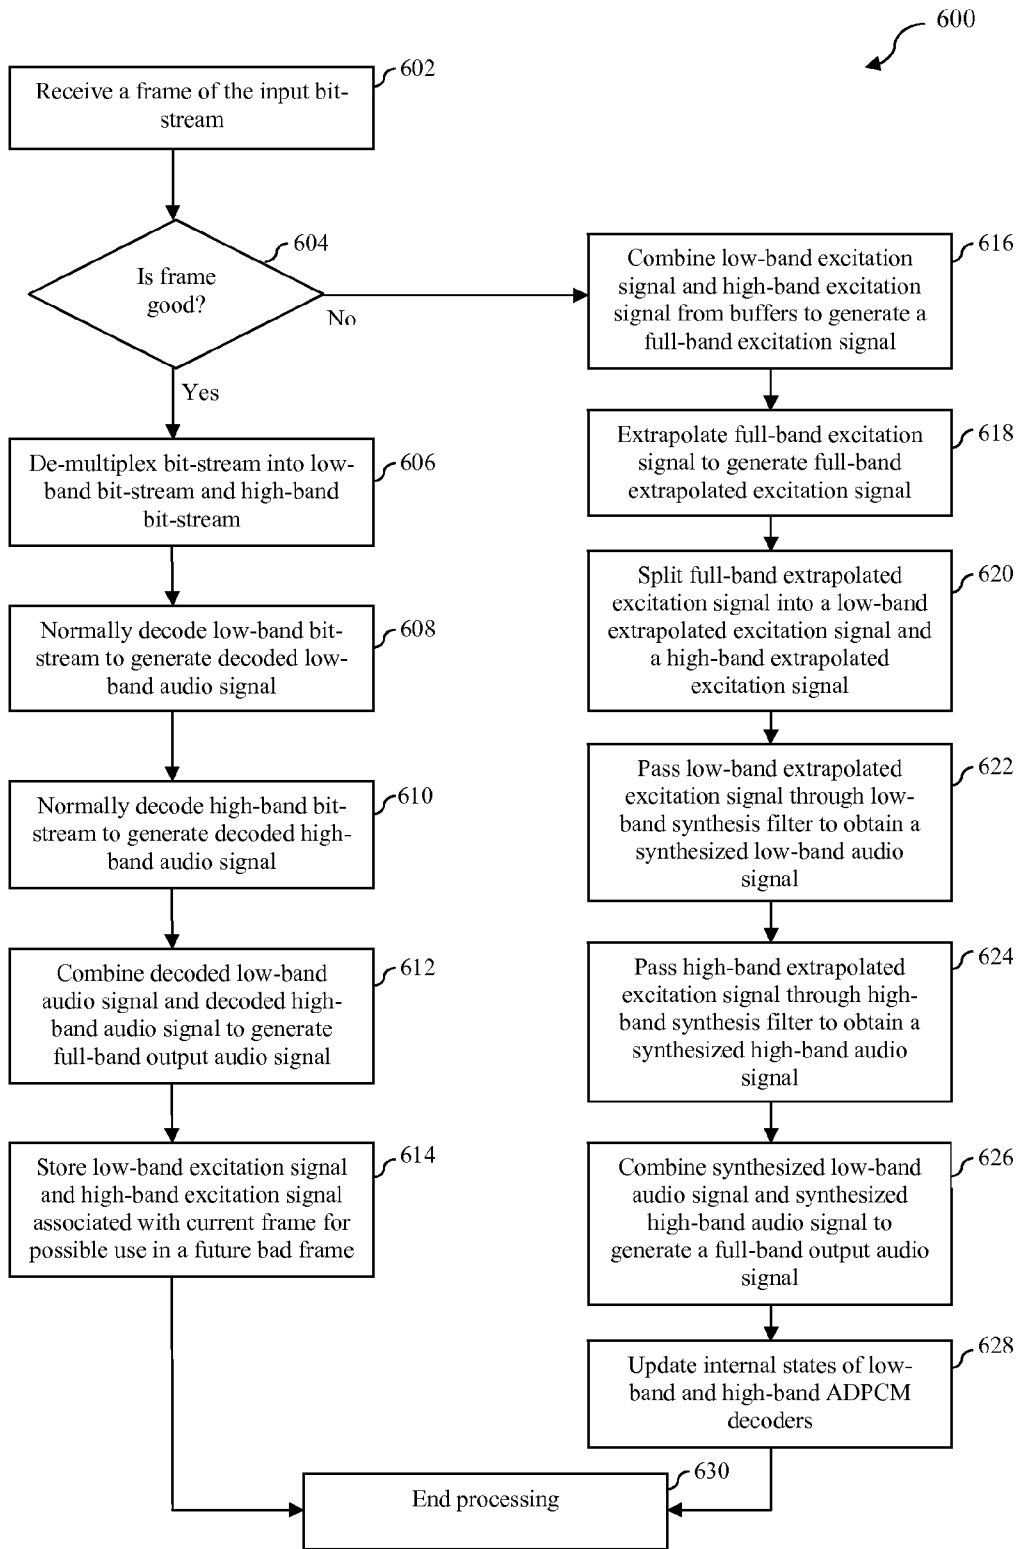 600
602
Receive a frame of the input bit-
stream
604
Is frame
good?
No
Yes
606
De-multiplex bit-stream into low-
band bit-stream and high-band
bit-stream
608
Normally decode low-band bit-
stream to generate decoded low-
band audio signal
610
Normally decode high-band bit-
stream to generate decoded high-
band audio signal
612
Combine decoded low-band
audio signal and decoded high-
band audio signal to generate
full-band output audio signal
614
Store low-band excitation signal
and high-band excitation signal
associated with current frame for
possible use in a future bad frame
616
Combine low-band excitation
signal and high-band excitation
signal from buffers to generate a
full-band excitation signal
618
Extrapolate full-band excitation
signal to generate full-band
extrapolated excitation signal
620
Split full-band extrapolated
excitation signal into a low-band
extrapolated excitation signal and
a high-band extrapolated
excitation signal
622
Pass low-band extrapolated
excitation signal through low-
band synthesis filter to obtain a
synthesized low-band audio
signal
624
Pass high-band extrapolated
excitation signal through high-
band synthesis filter to obtain a
synthesized high-band audio
signal
626
Combine synthesized low-band
audio signal and synthesized
high-band audio signal to
generate a full-band output audio
signal
628
Update internal states of low-
band and high-band ADPCM
decoders
630
End processing